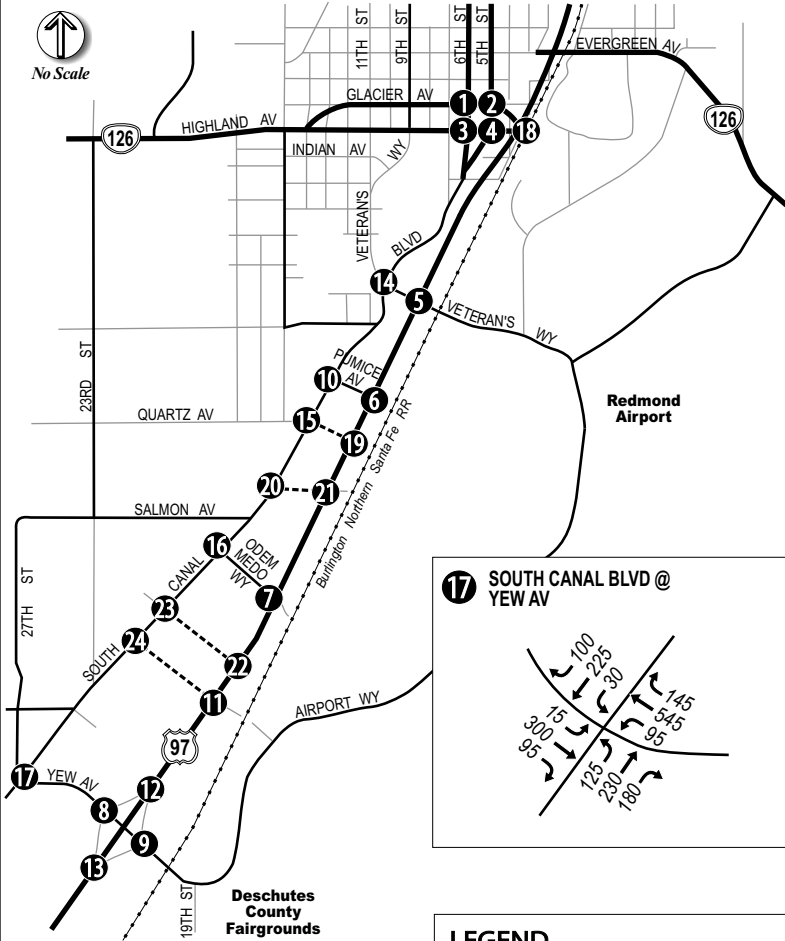 No Scale
11TH ST
9TH ST
6TH ST
5TH ST
EVERGREEN AV
GLACIER AV
1
2
126
HIGHLAND AV
3
4
18
126
INDIAN AV
VETERAN'S WY
BLVD
14
5
VETERAN'S WY
23RD ST
PUMICE
AV
10
6
Redmond
Airport
QUARTZ AV
15
19
Burlington Northern Santa Fe RR
20
21
SALMON AV
16
ODEM
MEDO
WY
7
27TH ST
SOUTH CANAL
23
24
22
11
AIRPORT WY
97
17
YEW AV
12
8
9
13
19TH ST
Deschutes
County
Fairgrounds
17 SOUTH CANAL BLVD @
YEW AV
100
225
30
145
545
95
15
300
95
125
230
180
LEGEND